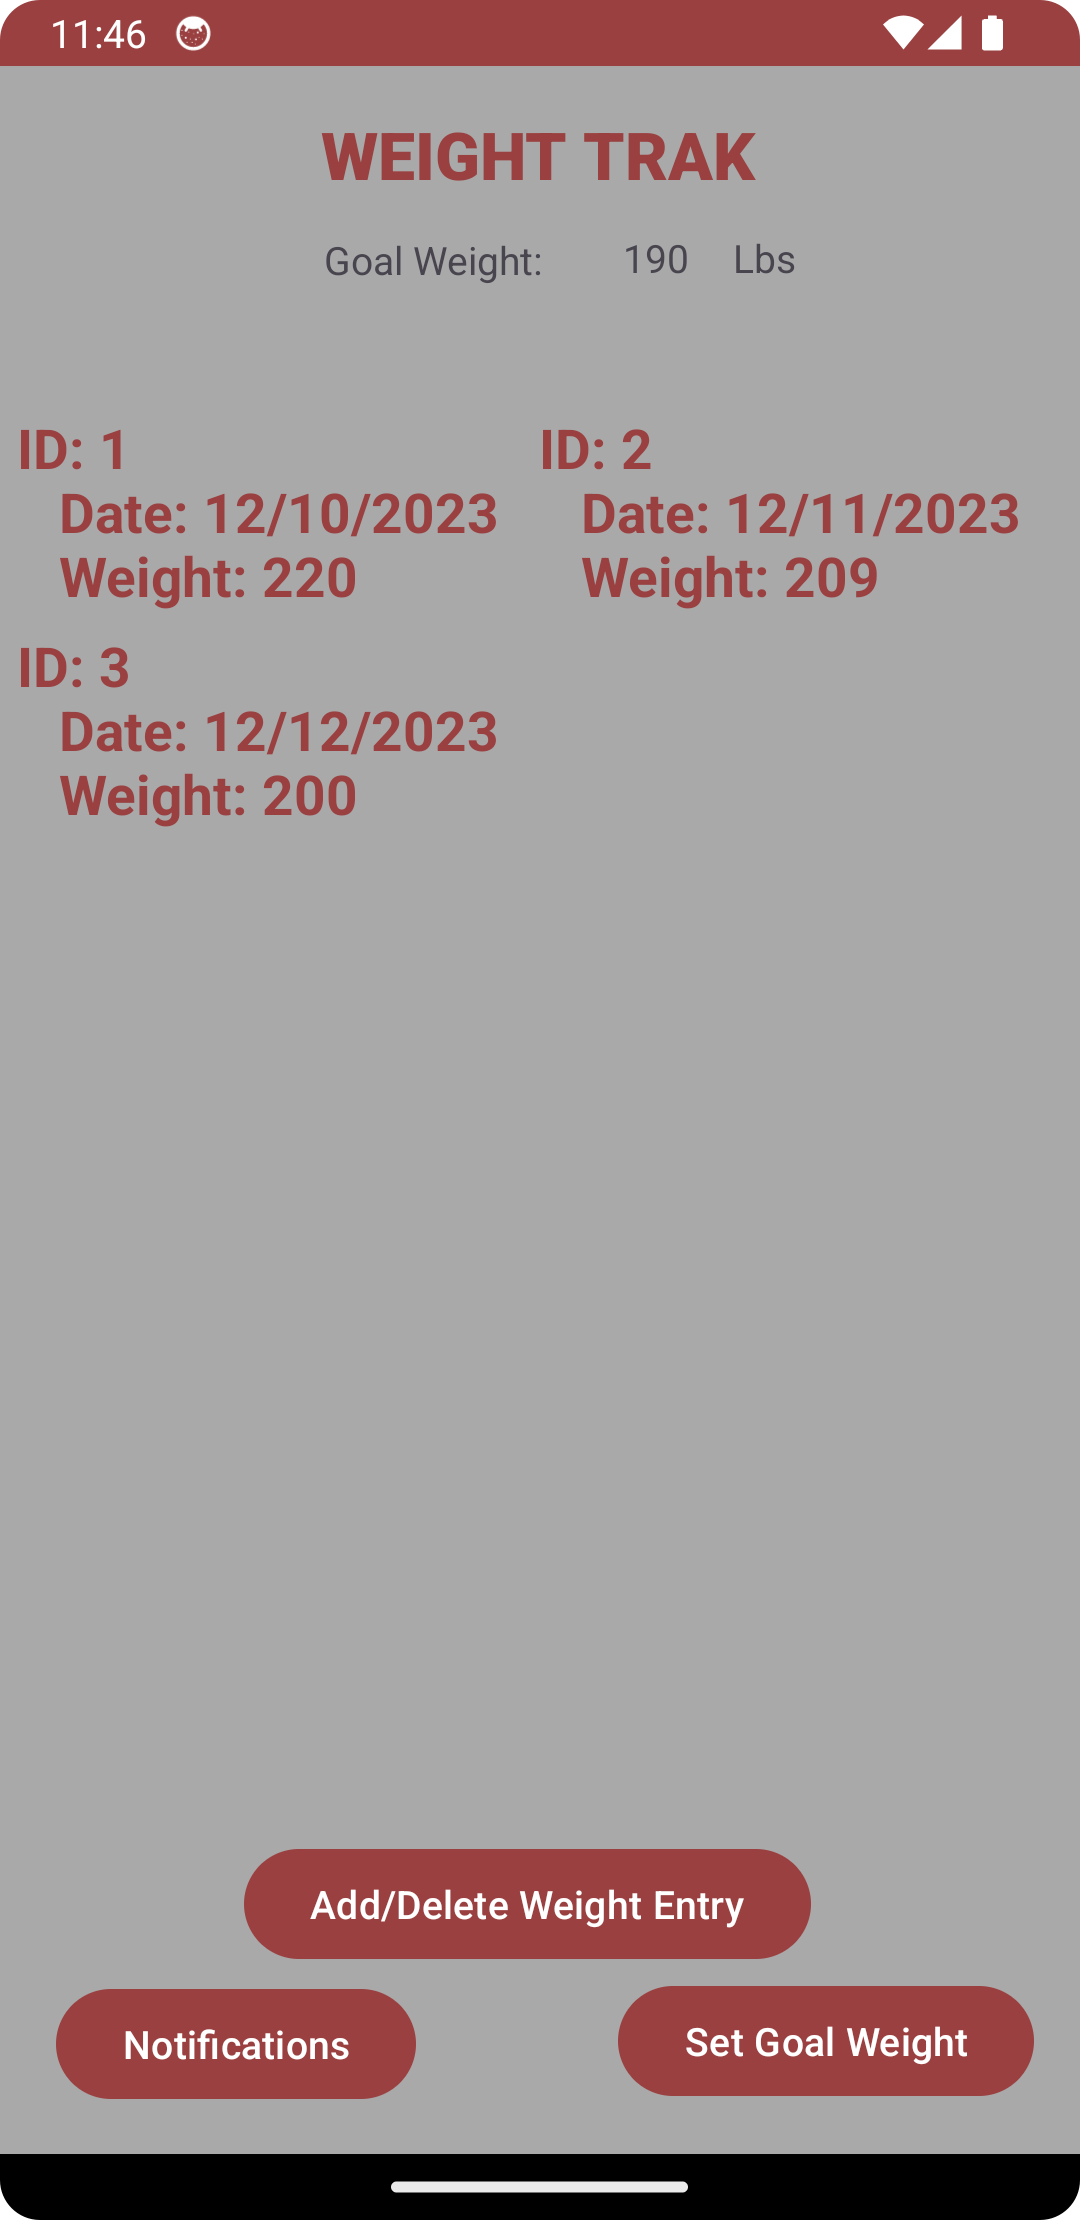 11:46
WEIGHT TRAK
Goal Weight: 190 Lbs
ID: 1
Date: 12/10/2023
Weight: 220
ID: 2
Date: 12/11/2023
Weight: 209
ID: 3
Date: 12/12/2023
Weight: 200
Add/Delete Weight Entry
Notifications
Set Goal Weight